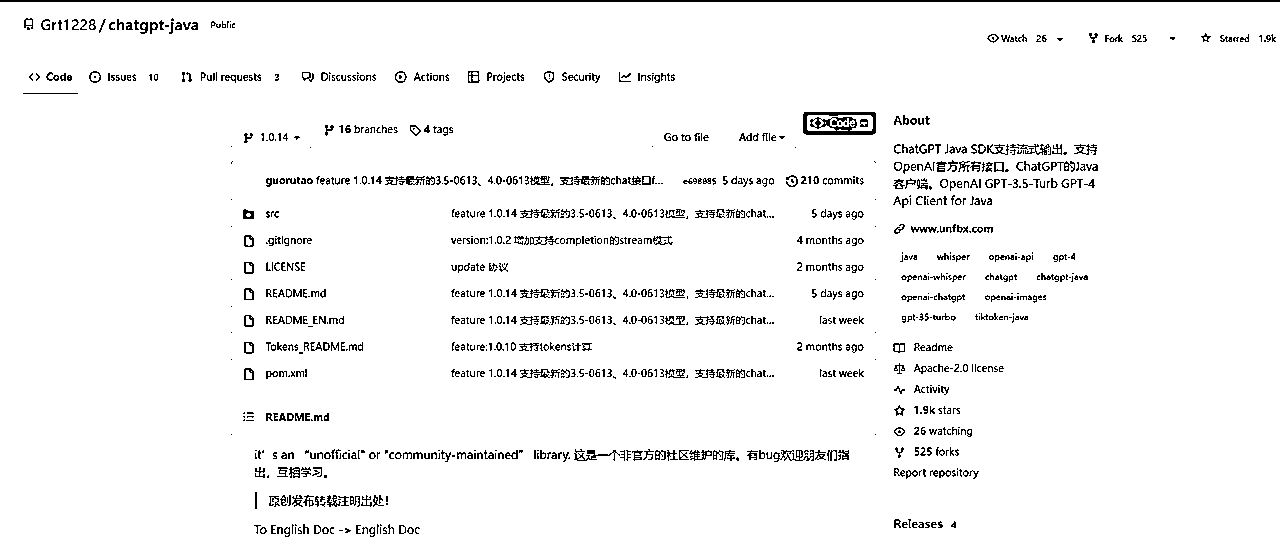 Grt1228/chatgpt-java Public
Watch 26 Fork 525 Starred 1.9k
Code Issues 10 Pull requests 3 Discussions Actions Projects Security Insights
1.0.14 16 branches 4 tags Go to file Add file Code
guorutao feature 1.0.14 支持最新的3.5-0613、4.0-0613模型，支持最新的chat接口f... e698885 5 days ago 210 commits
src feature 1.0.14 支持最新的3.5-0613、4.0-0613模型，支持最新的chat... 5 days ago
.gitignore version:1.0.2 增加支持completion的stream模式 4 months ago
LICENSE update 协议 2 months ago
README.md feature 1.0.14 支持最新的3.5-0613、4.0-0613模型，支持最新的chat... 5 days ago
README_EN.md feature 1.0.14 支持最新的3.5-0613、4.0-0613模型，支持最新的chat... last week
Tokens_README.md feature:1.0.10 支持tokens计算 2 months ago
pom.xml feature 1.0.14 支持最新的3.5-0613、4.0-0613模型，支持最新的chat... last week
README.md
it's an "unofficial" or "community-maintained" library. 这是一个非官方的社区维护的库。有bug欢迎朋友们指
出，互相学习。
原创发布转载注明出处！
To English Doc -> English Doc
About
ChatGPT Java SDK支持流式输出。支持
OpenAI官方所有接口。ChatGPT的Java
客户端。OpenAI GPT-3.5-Turb GPT-4
Api Client for Java
www.unfbx.com
java whisper openai-api gpt-4
openai-whisper chatgpt chatgpt-java
openai-chatgpt openai-images
gpt-35-turbo tiktoken-java
Readme
Apache-2.0 license
Activity
1.9k stars
26 watching
525 forks
Report repository
Releases 4